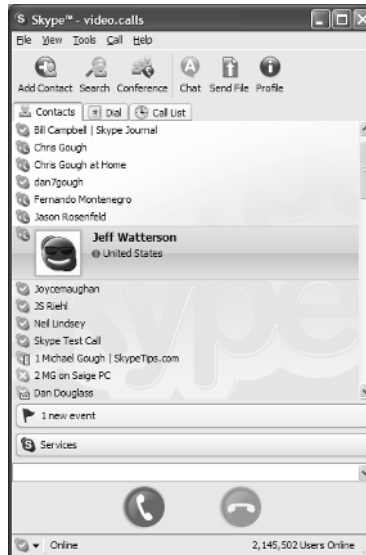 Skype™ - video.calls
File View Tools Call Help
Add Contact Search Conference Chat Send File Profile
Contacts Dial Call List
Bill Campbell | Skype Journal
Chris Gough
Chris Gough at Home
dan7gough
Fernando Montenegro
Jason Rosenfeld
Jeff Watterson
United States
Joycemaughan
JS Riehl
Neil Lindsey
Skype Test Call
1 Michael Gough | SkypeTips.com
2 MG on Saige PC
Dan Douglass
1 new event
Services
Online 2,145,502 Users Online